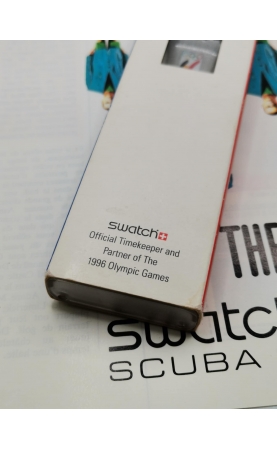 swatch
Official Timekeeper and
Partner of The
1996 Olympic Games
THE
swatch
SCUBA